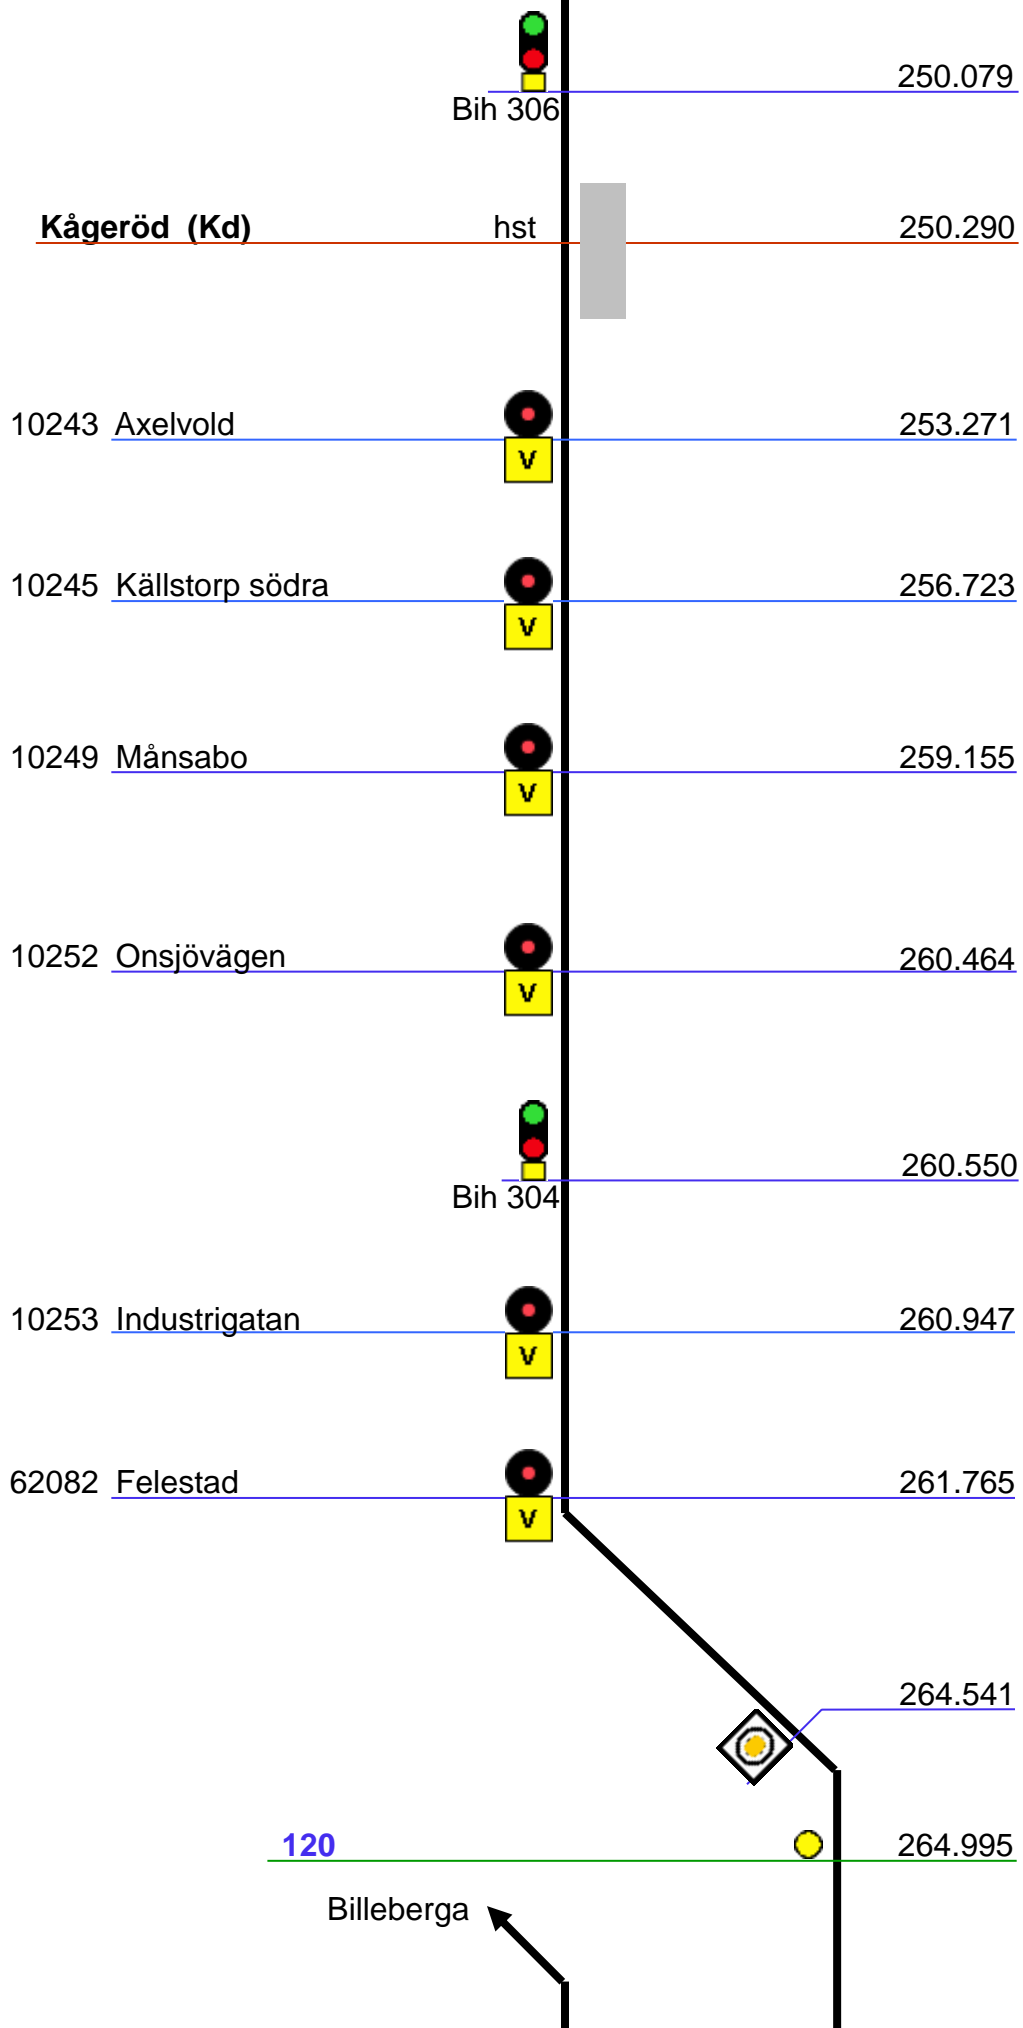 250.079
Bih 306
Kågeröd (Kd) hst 250.290
10243 Axelvold 253.271
V
10245 Källstorp södra 256.723
V
10249 Månsabo 259.155
V
10252 Onsjövägen 260.464
V
260.550
Bih 304
10253 Industrigatan 260.947
V
62082 Felestad 261.765
V
264.541
120 264.995
Billeberga